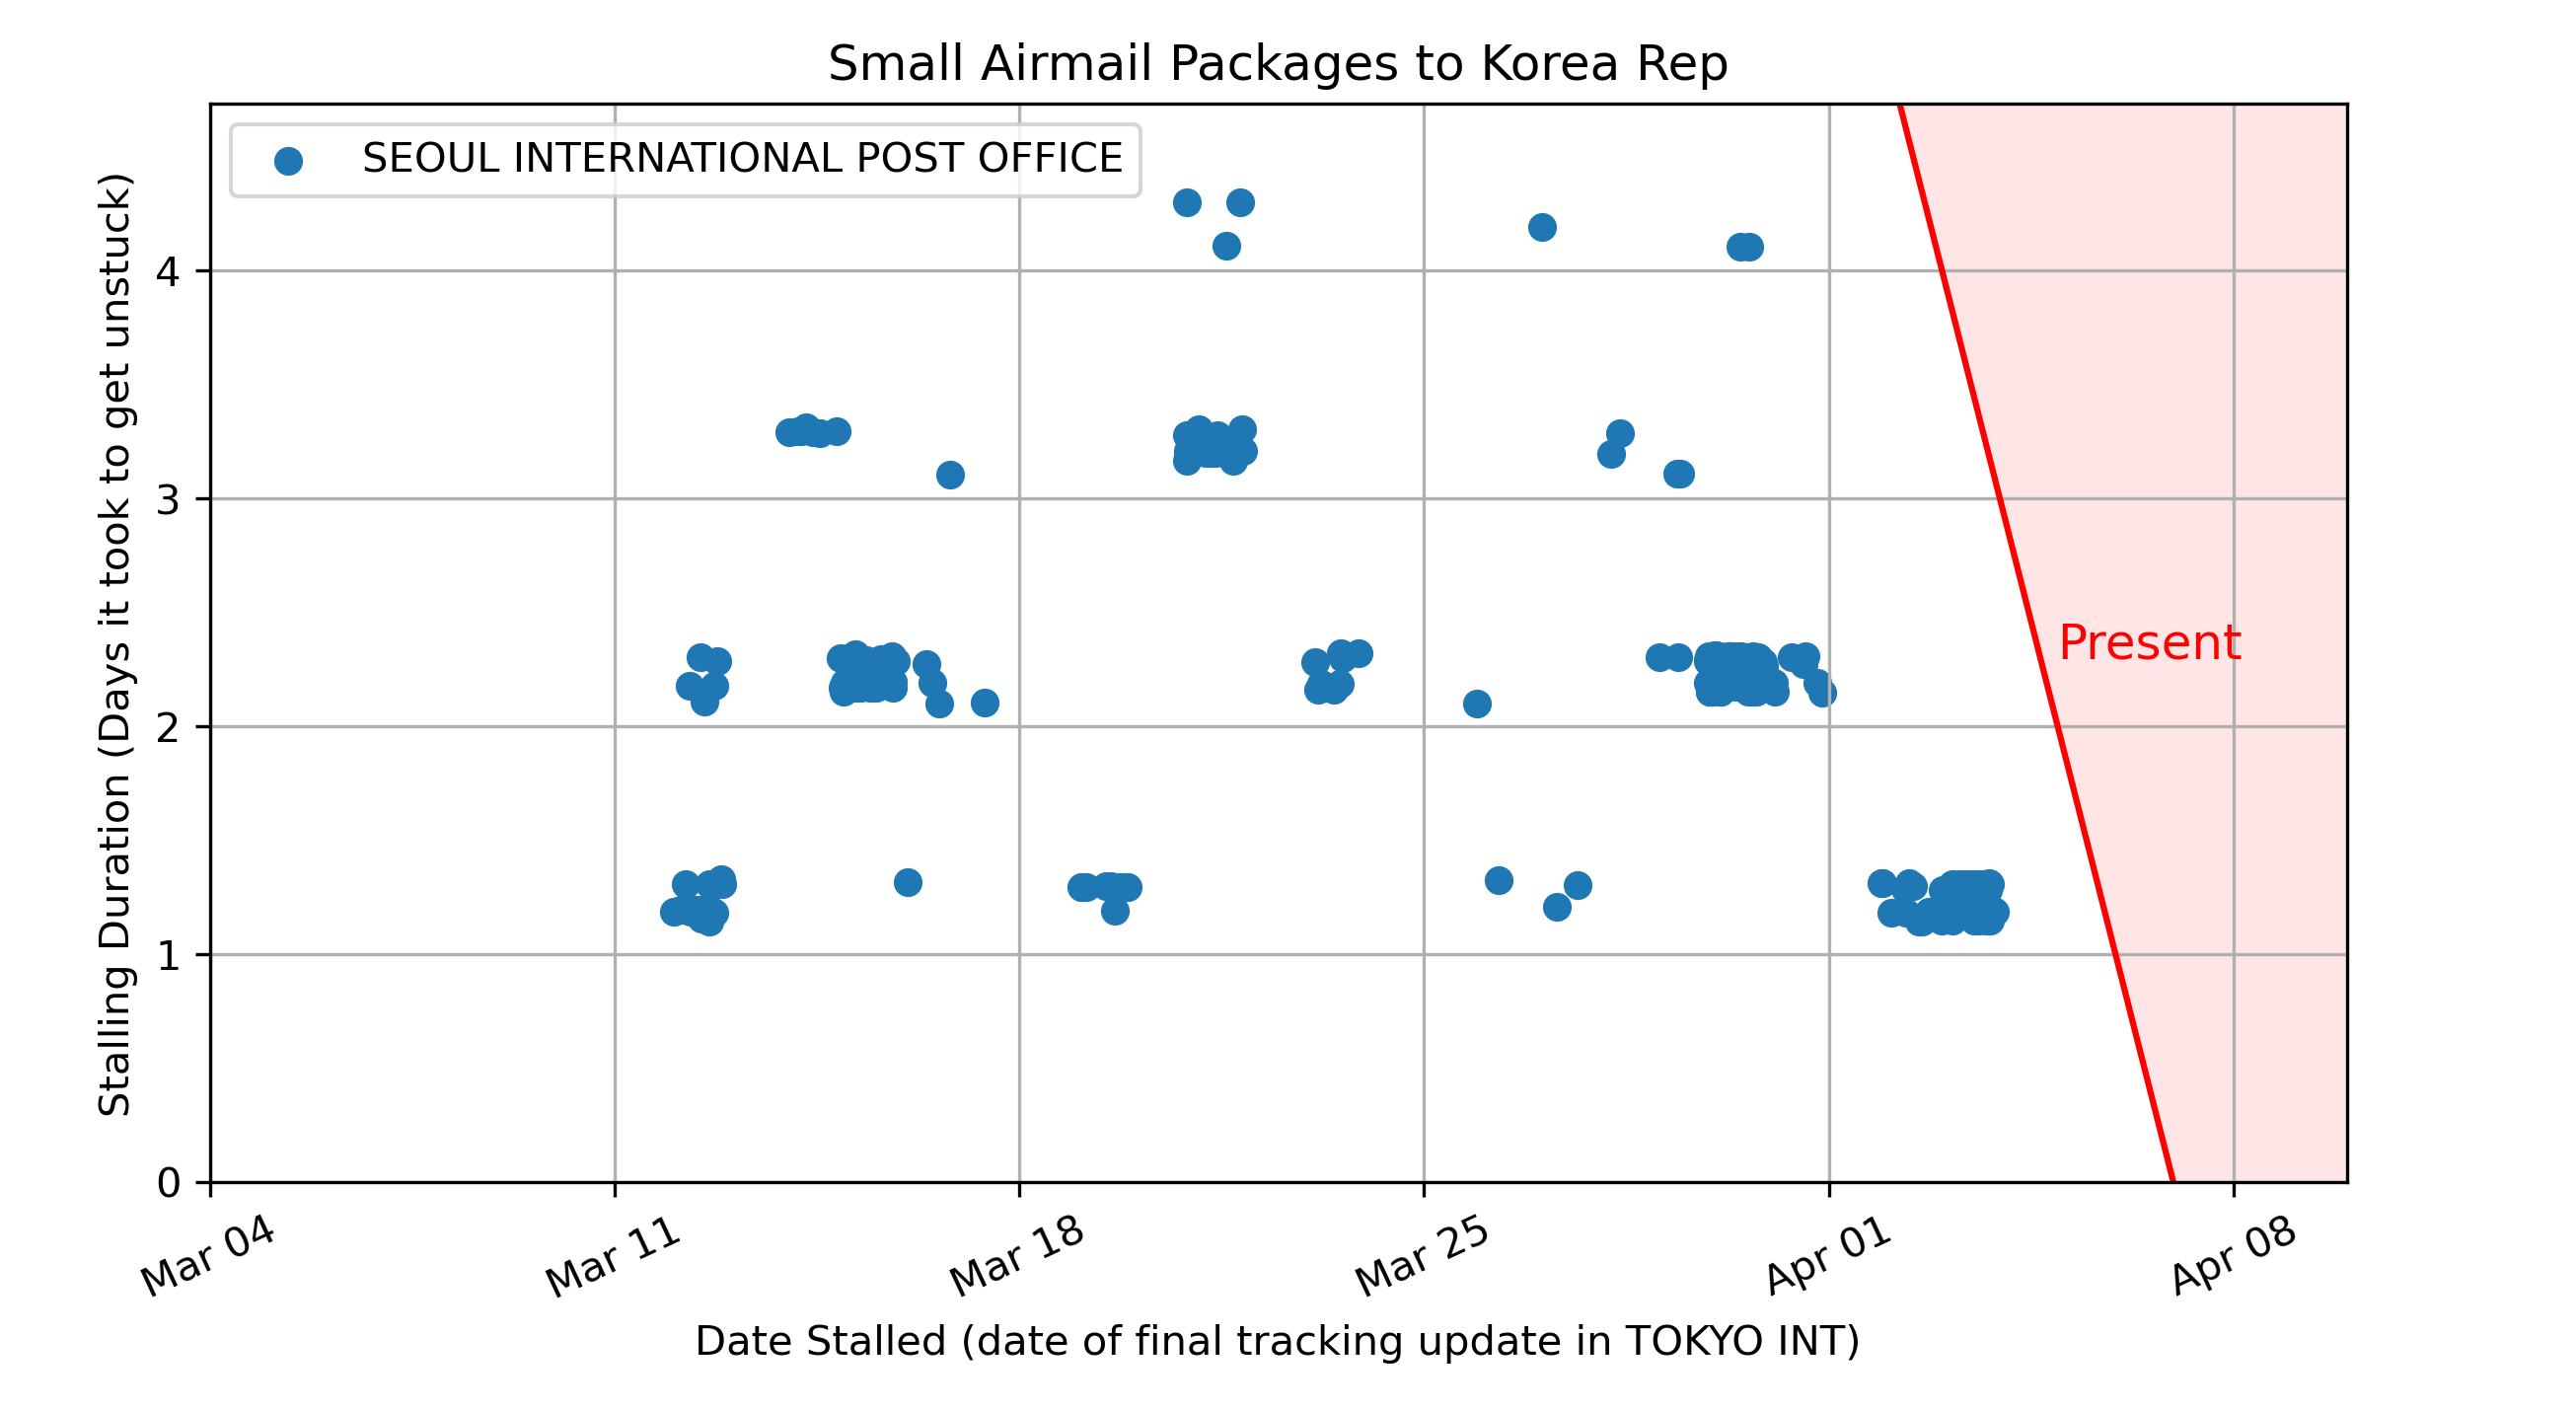 Small Airmail Packages to Korea Rep
SEOUL INTERNATIONAL POST OFFICE
Stalling Duration (Days it took to get unstuck)
4
3
2
1
0
Present
Mar 04
Mar 11
Mar 18
Mar 25
Apr 01
Apr 08
Date Stalled (date of final tracking update in TOKYO INT)